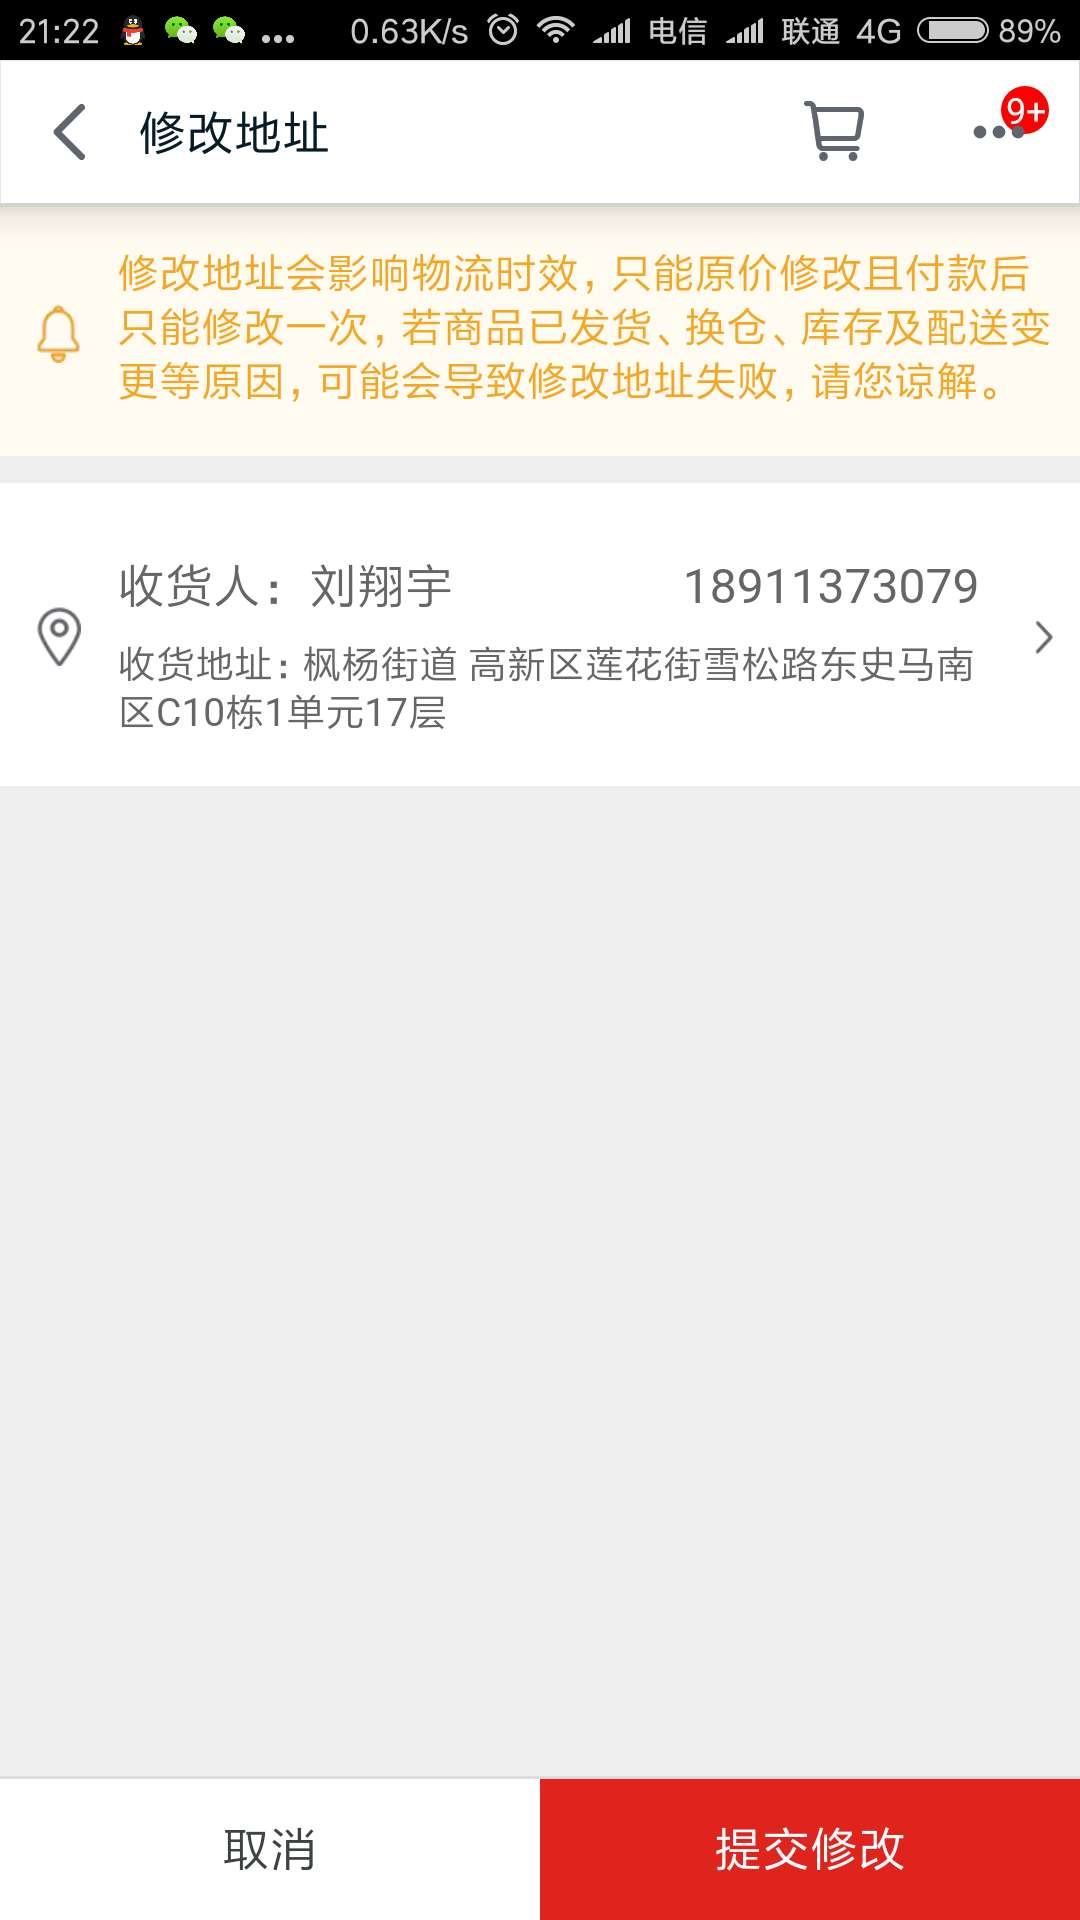 21:22 ... 0.63K/s 电信 联通 4G 89%
修改地址
9+
修改地址会影响物流时效，只能原价修改且付款后
只能修改一次，若商品已发货、换仓、库存及配送变
更等原因，可能会导致修改地址失败，请您谅解。
收货人：刘翔宇 18911373079
收货地址：枫杨街道 高新区莲花街雪松路东史马南
区C10栋1单元17层
取消 提交修改